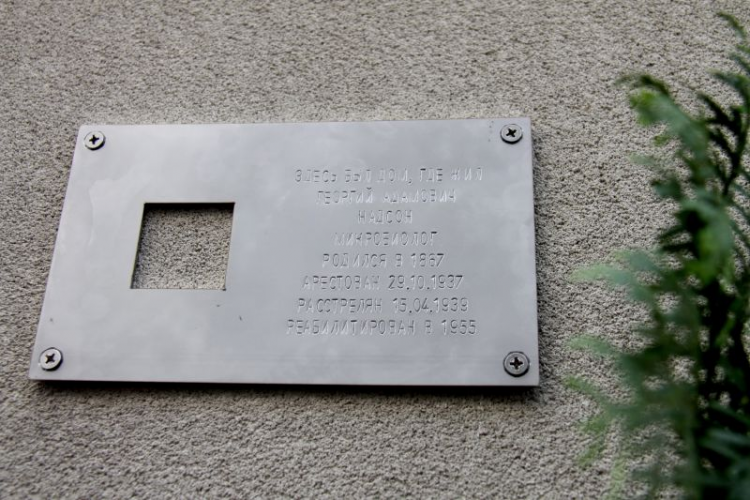 ЗДЕСЬ БЫЛ ДОМ, ГДЕ ЖИЛ
ГЕОРГИЙ АДАМОВИЧ
НАДСОН
МИКРОБИОЛОГ
РОДИЛСЯ В 1867
АРЕСТОВАН 29.10.1937
РАССТРЕЛЯН 15.04.1939
РЕАБИЛИТИРОВАН В 1955